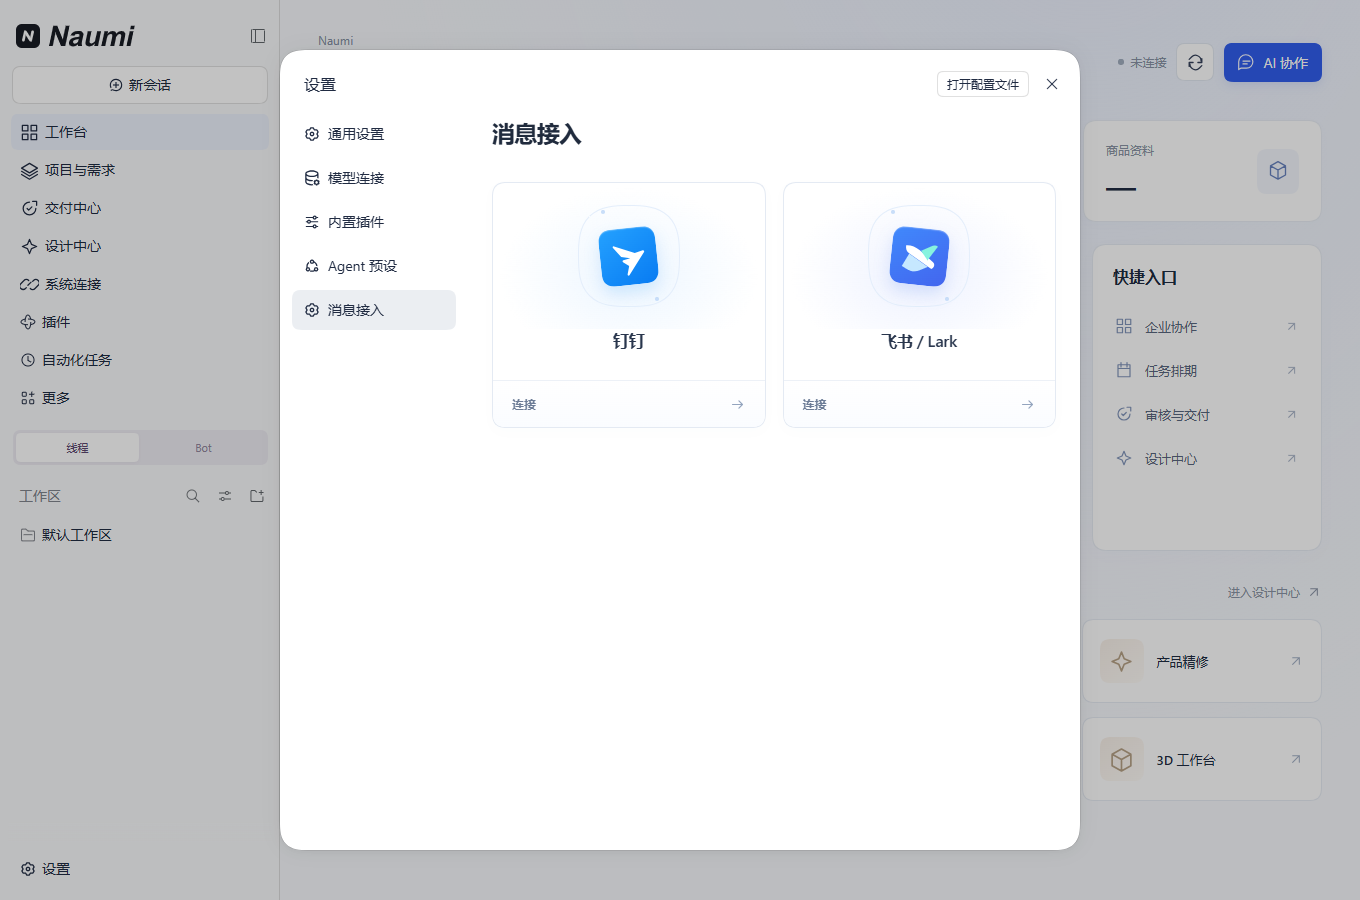 Naumi
新会话
工作台
项目与需求
交付中心
设计中心
系统连接
插件
自动化任务
更多
线程
Bot
工作区
默认工作区
设置
Naumi
未连接
AI 协作
设置
打开配置文件
通用设置
模型连接
内置插件
Agent 预设
消息接入
消息接入
钉钉
连接
飞书 / Lark
连接
商品资料
快捷入口
企业协作
任务排期
审核与交付
设计中心
进入设计中心
产品精修
3D 工作台